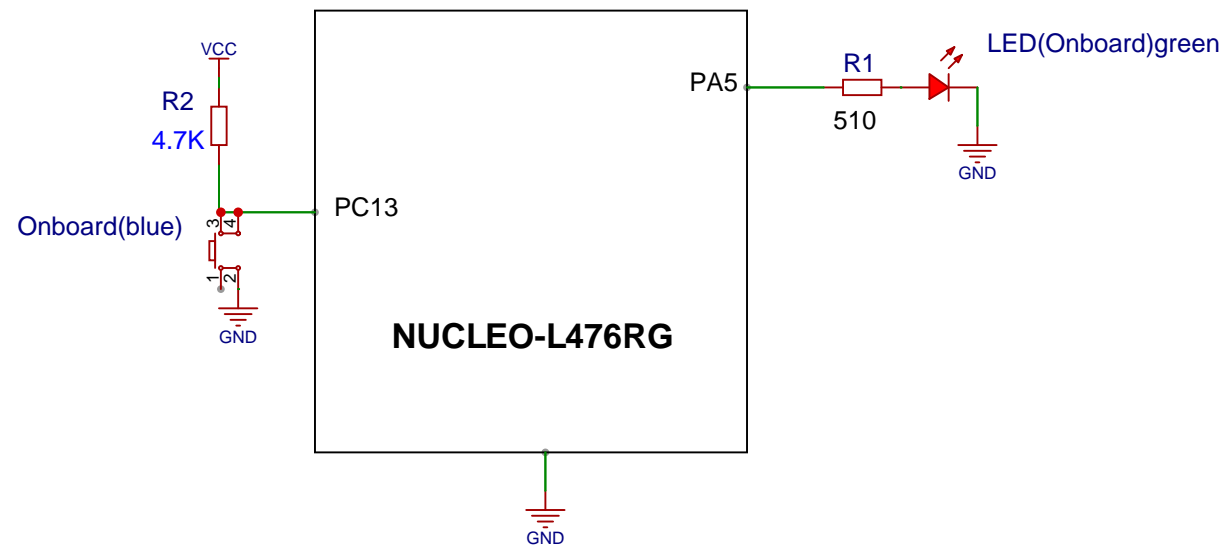 VCC
LED(Onboard)green
R1
PA5
R2
510
4.7K
GND
PC13
3
4
Onboard(blue)
1
2
GND
NUCLEO-L476RG
GND